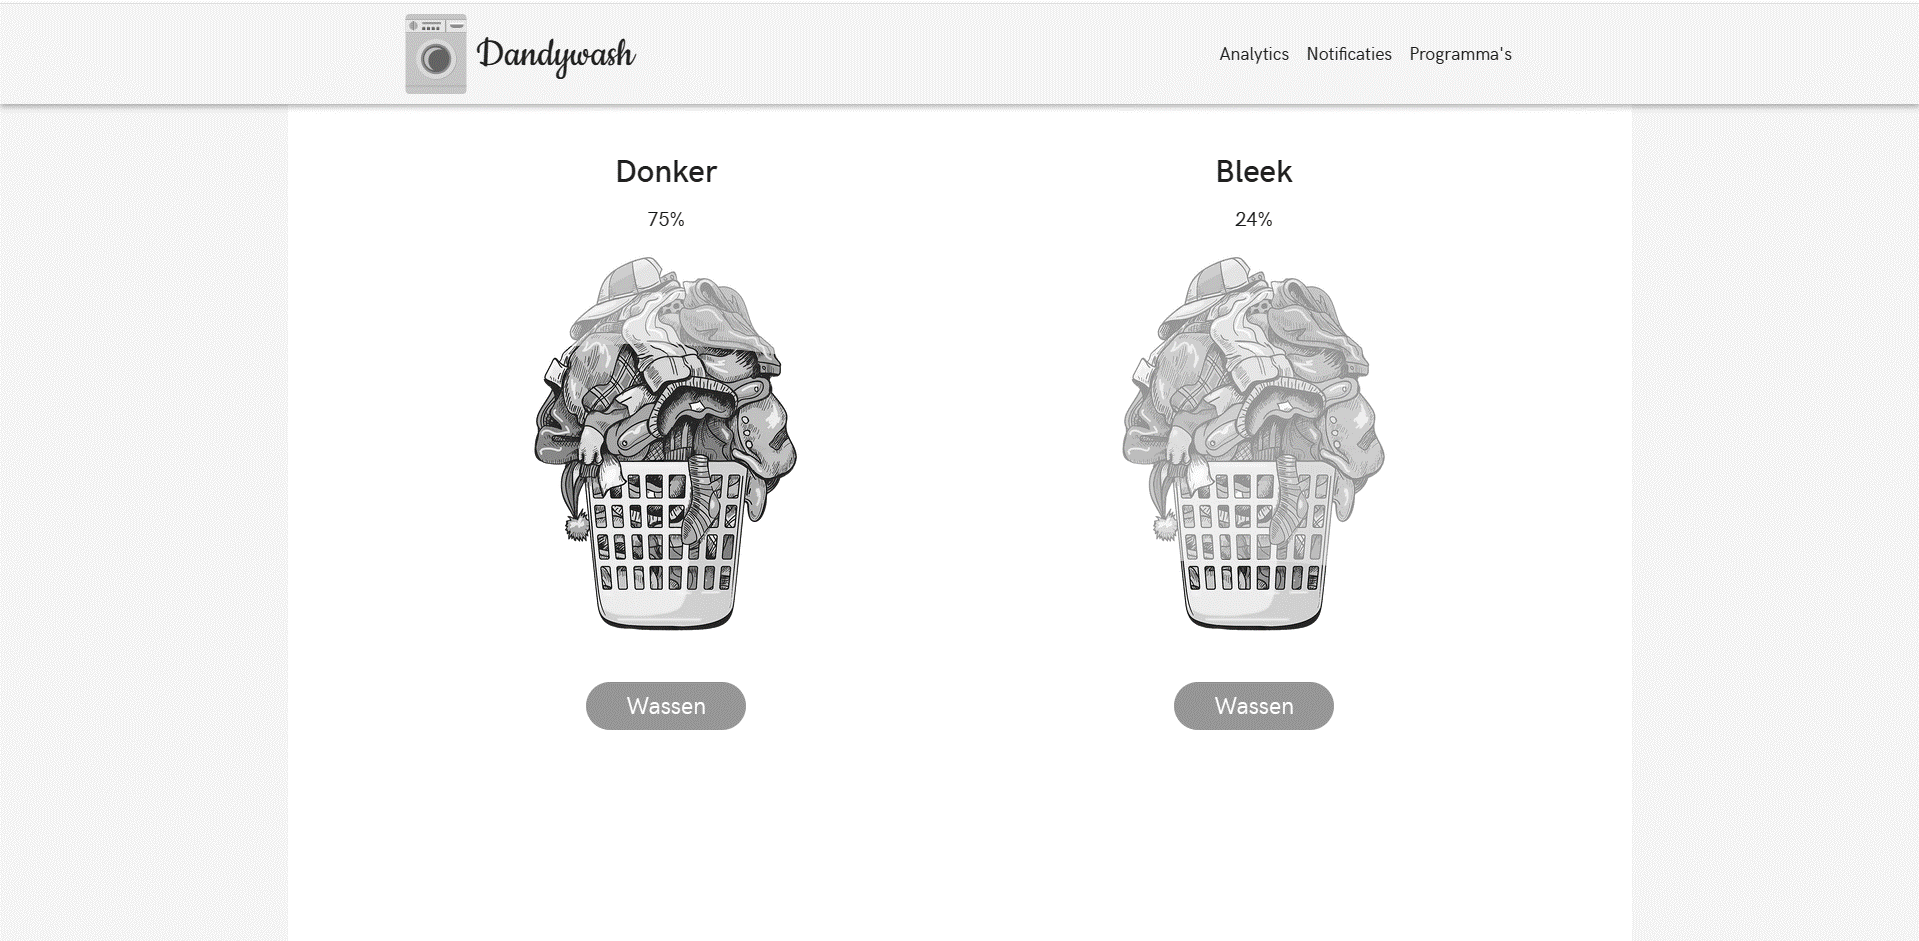 Dandywash
Analytics Notificaties Programma's
Donker
75%
Wassen
Bleek
24%
Wassen